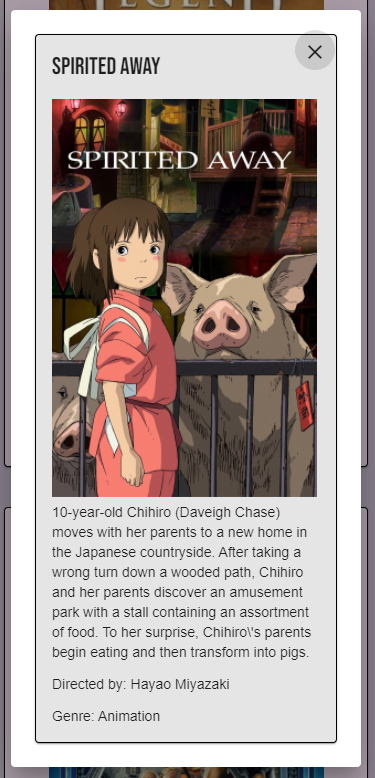 LEGEND
SPIRITED AWAY
SPIRITED AWAY
10-year-old Chihiro (Daveigh Chase)
moves with her parents to a new home in
the Japanese countryside. After taking a
wrong turn down a wooded path, Chihiro
and her parents discover an amusement
park with a stall containing an assortment
of food. To her surprise, Chihiro\'s parents
begin eating and then transform into pigs.
Directed by: Hayao Miyazaki
Genre: Animation